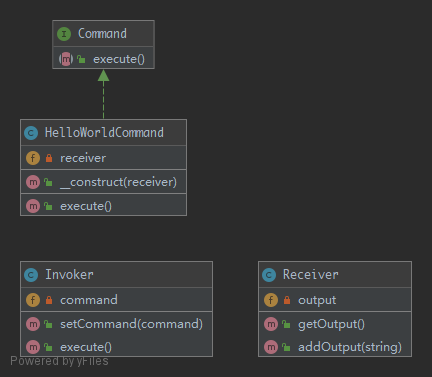 I Command
m execute()
C HelloWorldCommand
f receiver
m __construct(receiver)
m execute()
C Invoker
f command
m setCommand(command)
m execute()
C Receiver
f output
m getOutput()
m addOutput(string)
Powered by yFiles